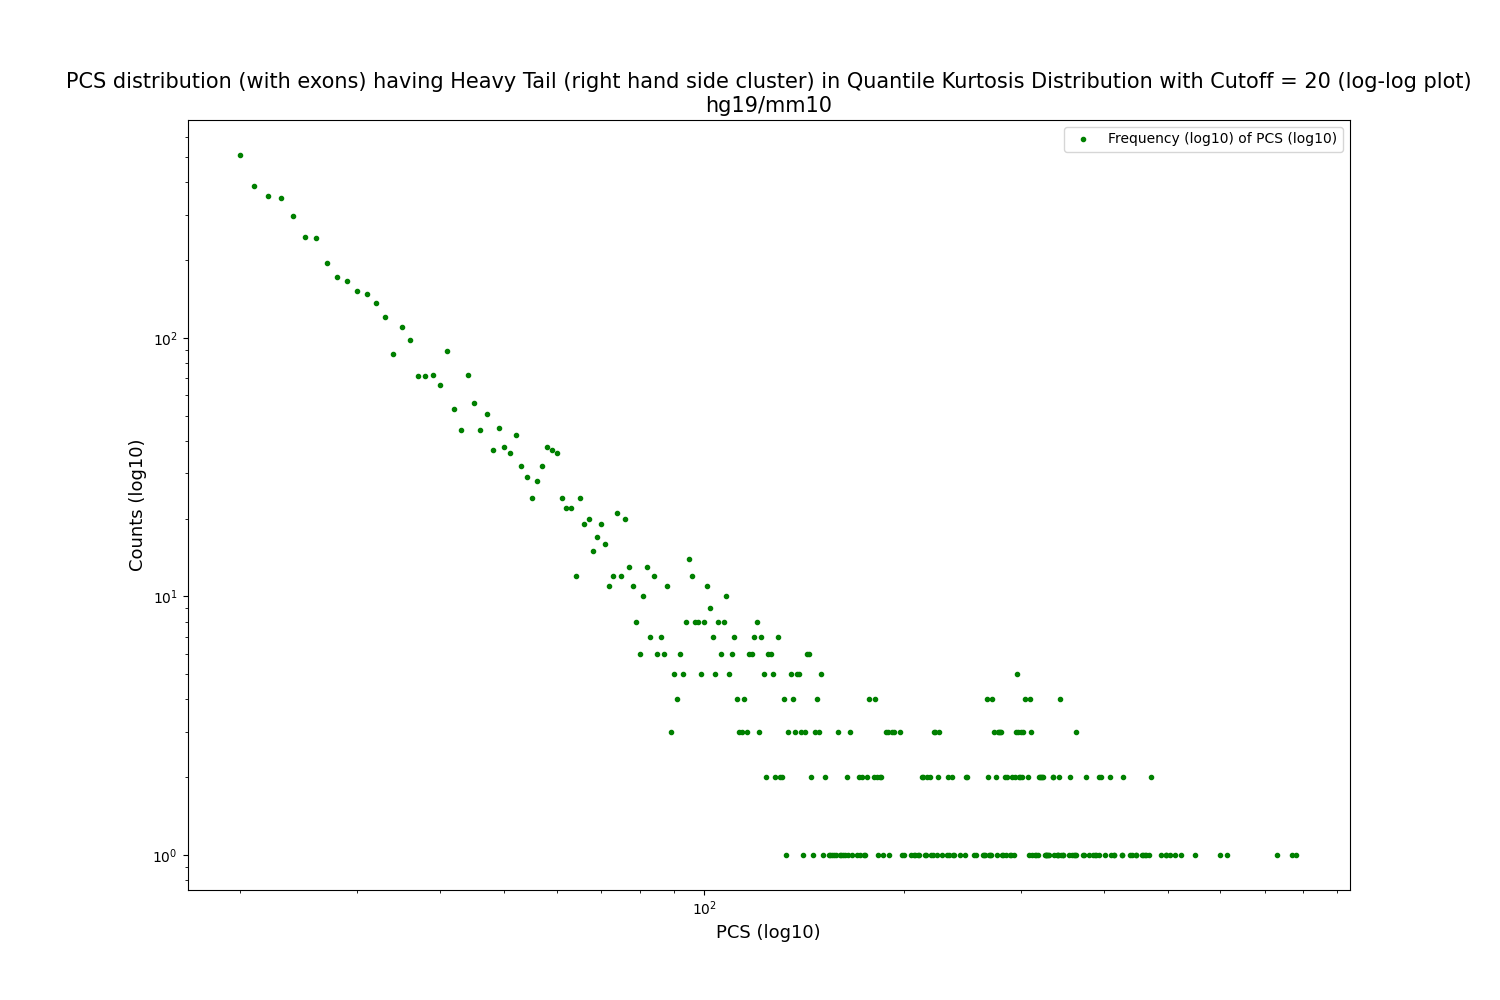 PCS distribution (with exons) having Heavy Tail (right hand side cluster) in Quantile Kurtosis Distribution with Cutoff = 20 (log-log plot)
hg19/mm10
Frequency (log10) of PCS (log10)
Counts (log10)
10²
10¹
10⁰
10²
PCS (log10)